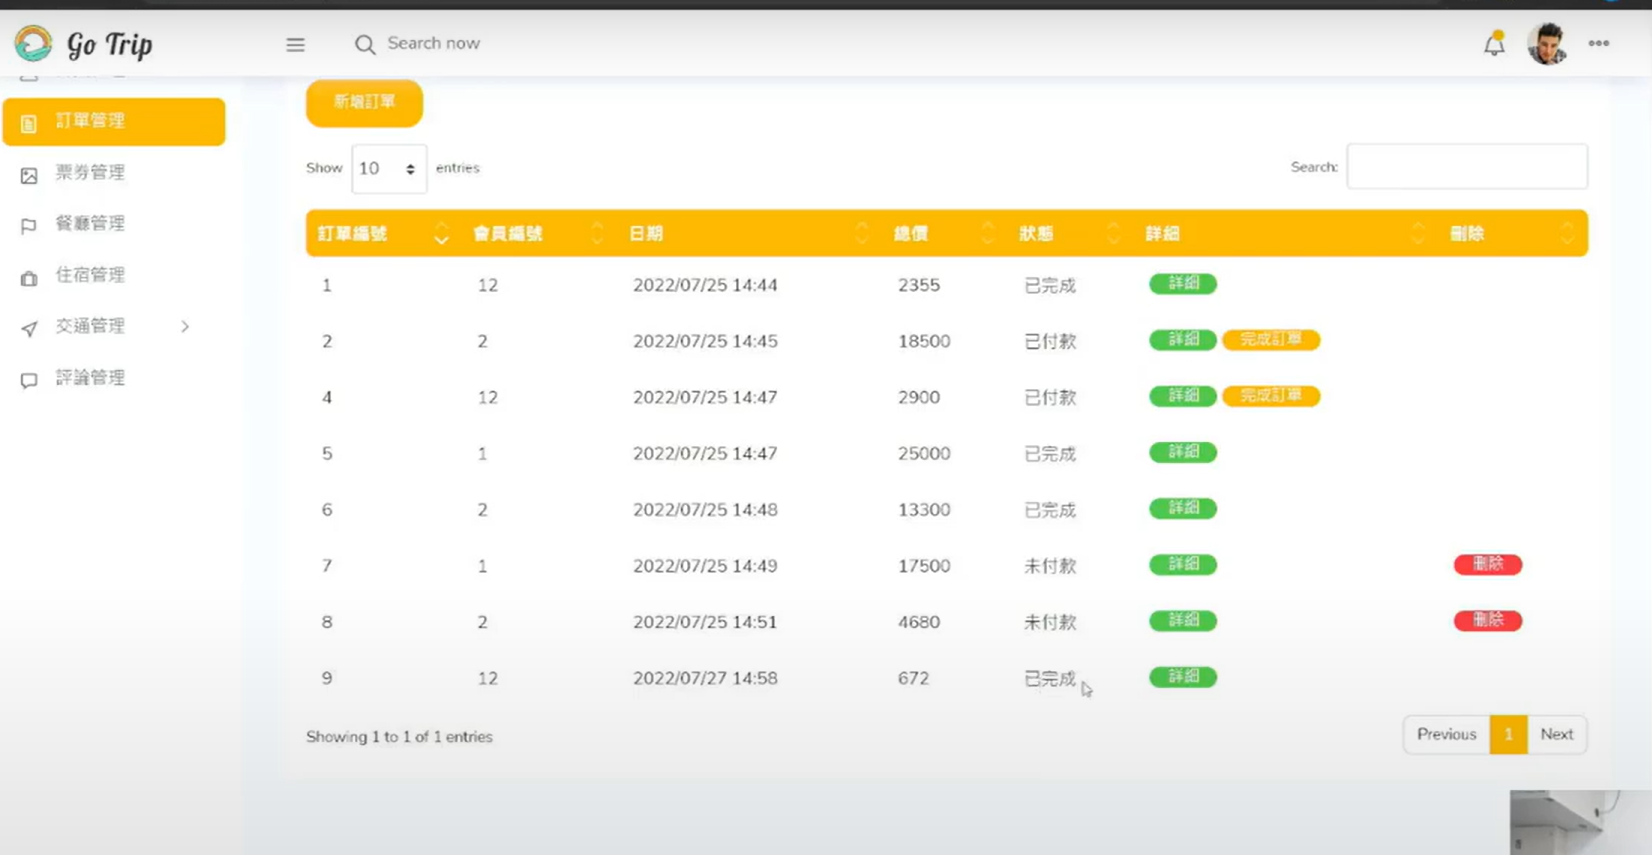 Go Trip
Search now
訂單管理
票券管理
餐廳管理
住宿管理
交通管理
評論管理
新增訂單
Show 10 entries
Search:
訂單編號 會員編號 日期 總價 狀態 詳細 刪除
1 12 2022/07/25 14:44 2355 已完成 詳細
2 2 2022/07/25 14:45 18500 已付款 詳細 完成訂單
4 12 2022/07/25 14:47 2900 已付款 詳細 完成訂單
5 1 2022/07/25 14:47 25000 已完成 詳細
6 2 2022/07/25 14:48 13300 已完成 詳細
7 1 2022/07/25 14:49 17500 未付款 詳細 刪除
8 2 2022/07/25 14:51 4680 未付款 詳細 刪除
9 12 2022/07/27 14:58 672 已完成 詳細
Showing 1 to 1 of 1 entries
Previous 1 Next